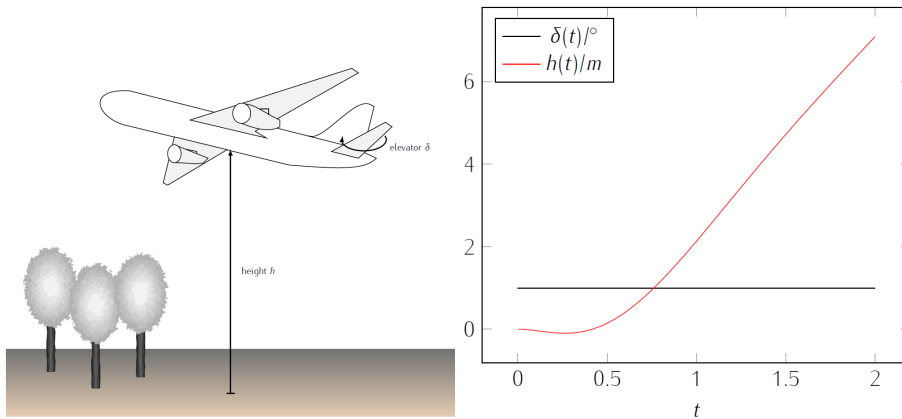 elevator δ
height h
δ(t)/°
h(t)/m
6
4
2
0
0 0.5 1 1.5 2
t